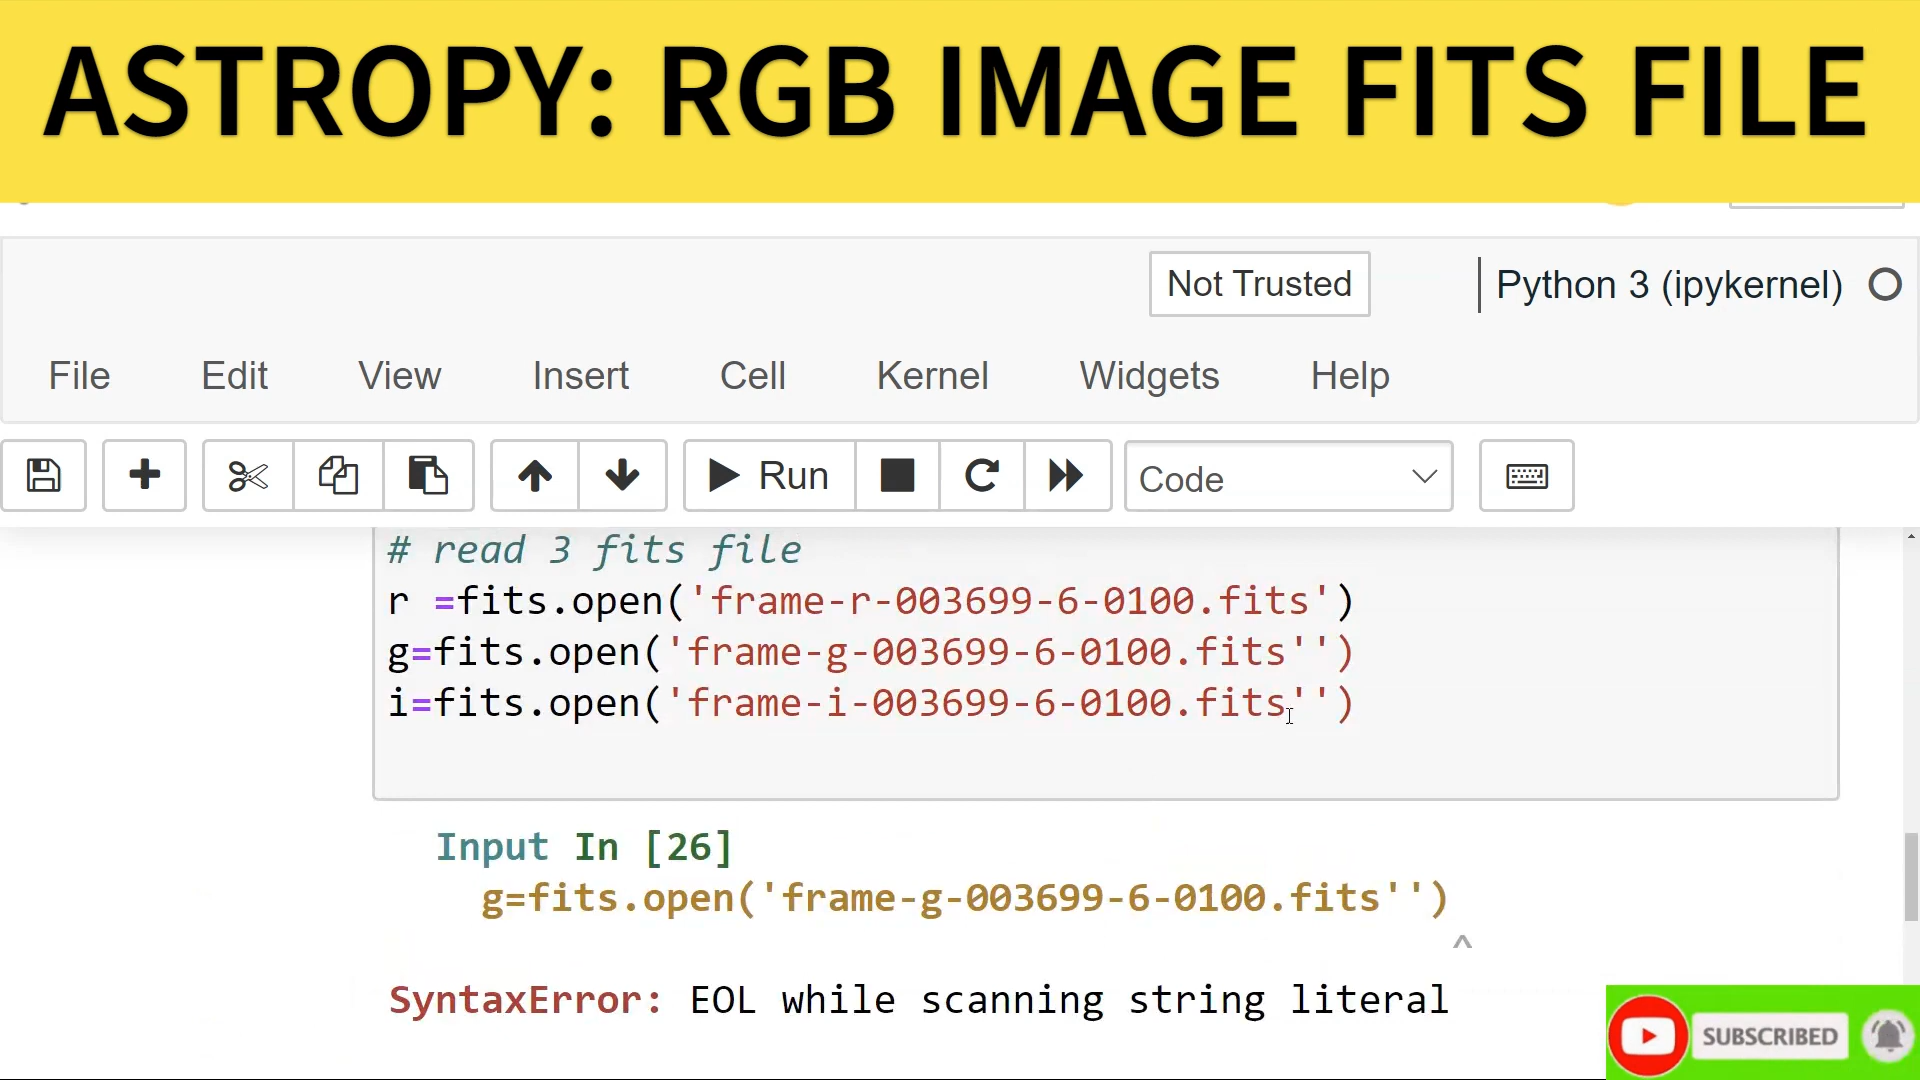 ASTROPY: RGB IMAGE FITS FILE
Not Trusted
Python 3 (ipykernel)
File Edit View Insert Cell Kernel Widgets Help
Run
Code
# read 3 fits file
r =fits.open('frame-r-003699-6-0100.fits')
g=fits.open('frame-g-003699-6-0100.fits'')
i=fits.open('frame-i-003699-6-0100.fits'')
Input In [26]
g=fits.open('frame-g-003699-6-0100.fits'')
^
SyntaxError: EOL while scanning string literal
SUBSCRIBED